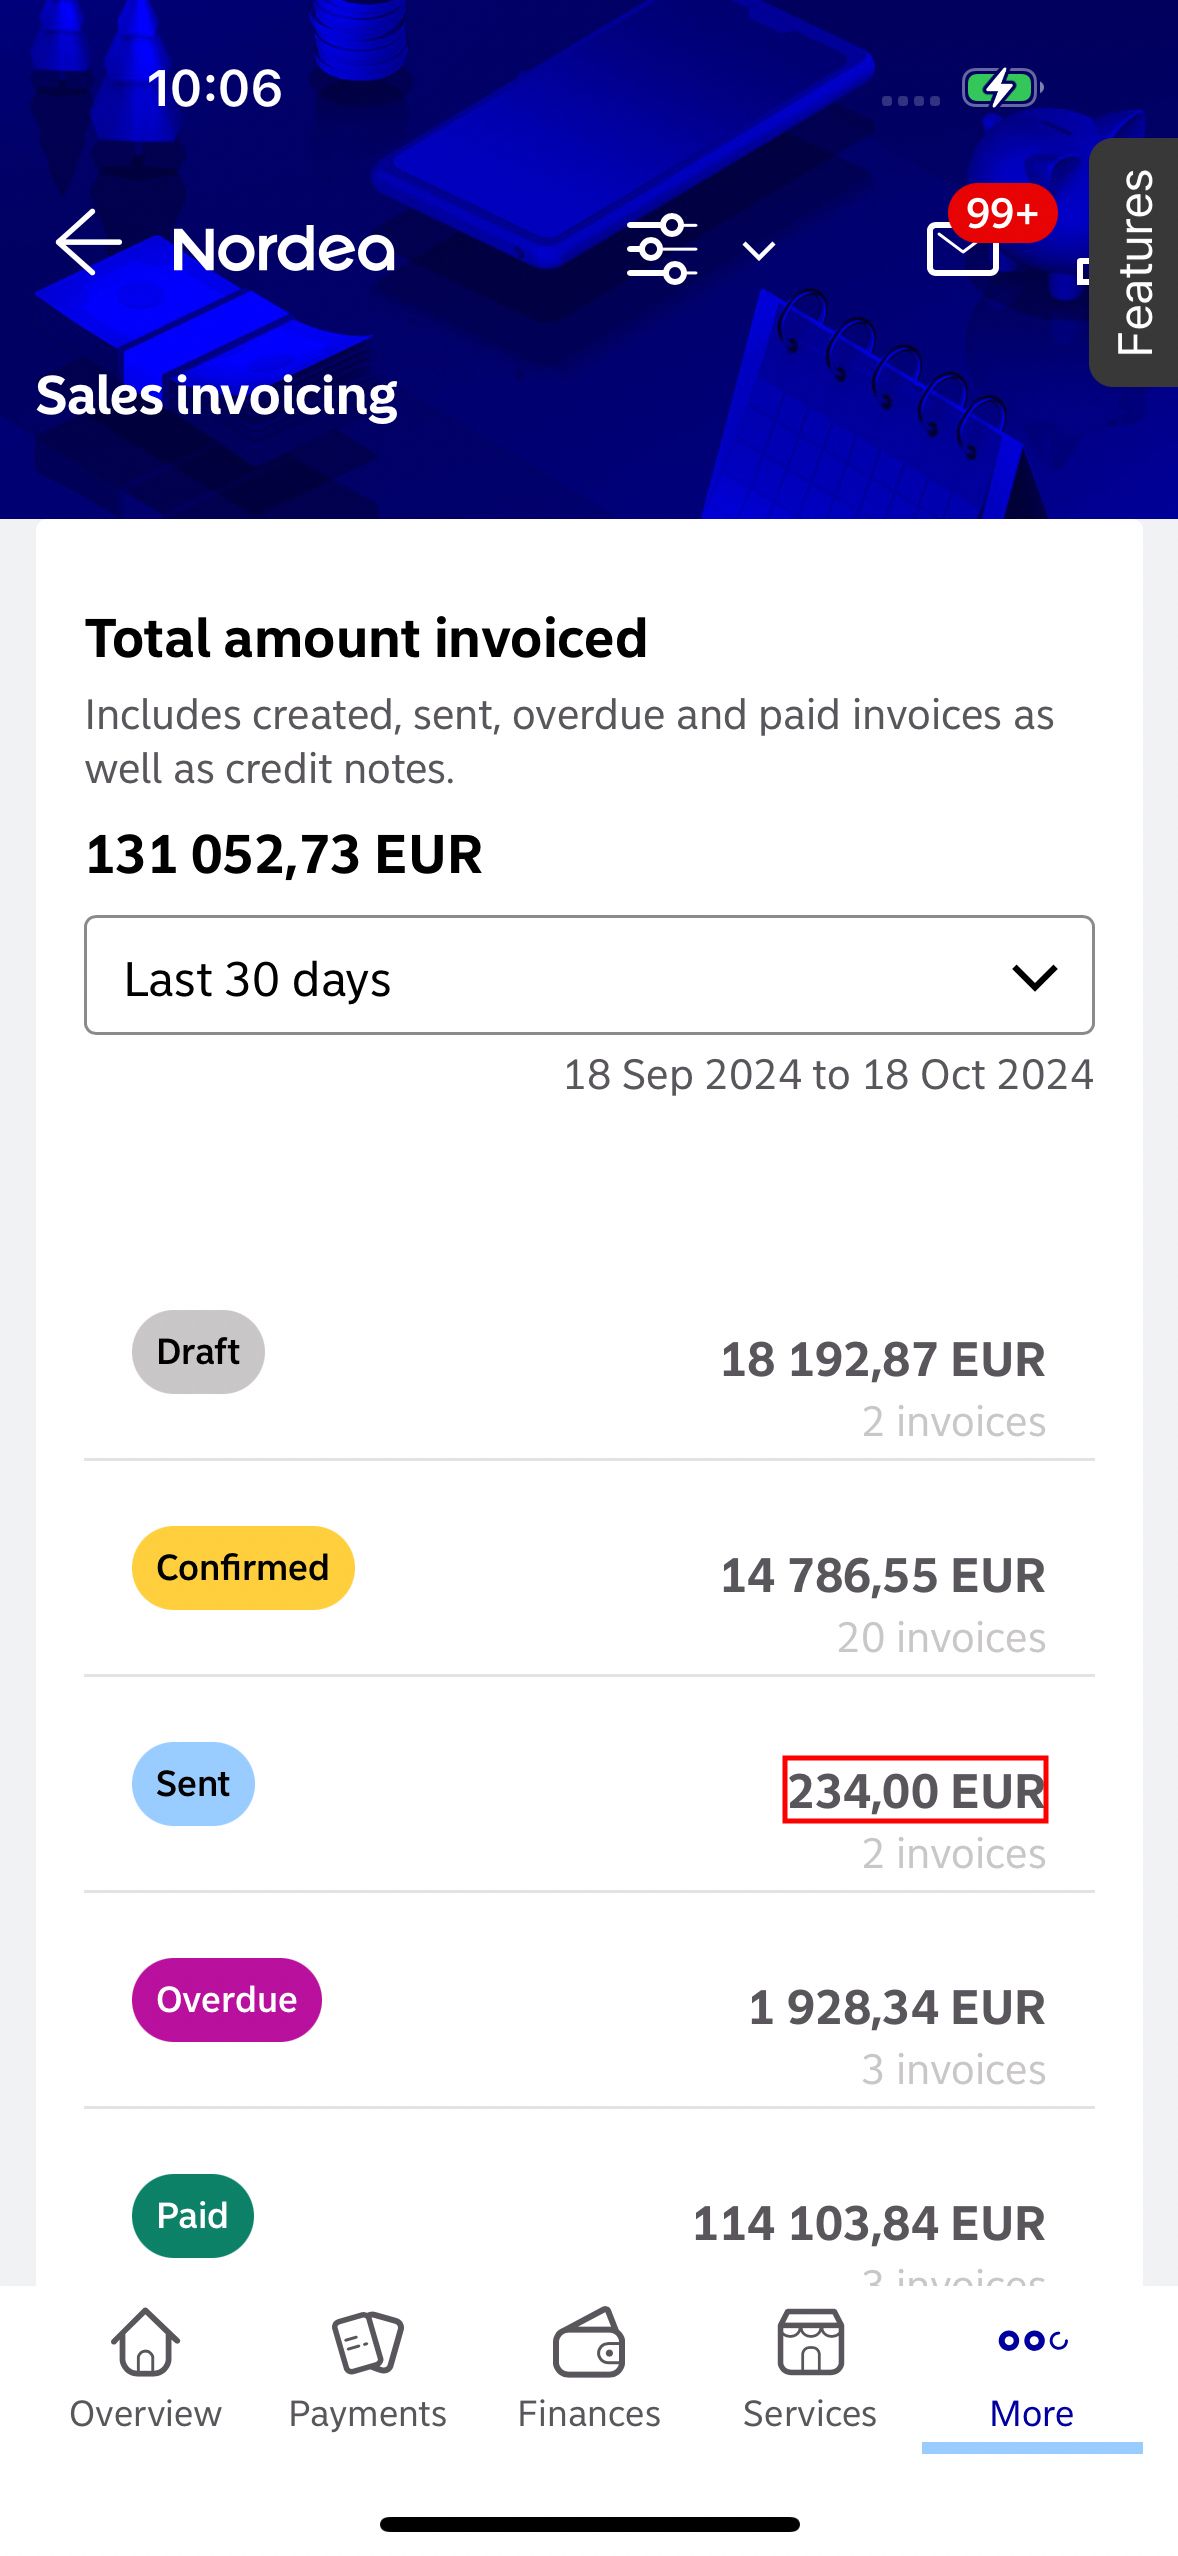 10:06
99+
Features
Nordea
Sales invoicing
Total amount invoiced
Includes created, sent, overdue and paid invoices as
well as credit notes.
131 052,73 EUR
Last 30 days
18 Sep 2024 to 18 Oct 2024
Draft
18 192,87 EUR
2 invoices
Confirmed
14 786,55 EUR
20 invoices
Sent
234,00 EUR
2 invoices
Overdue
1 928,34 EUR
3 invoices
Paid
114 103,84 EUR
3 invoices
Overview
Payments
Finances
Services
More